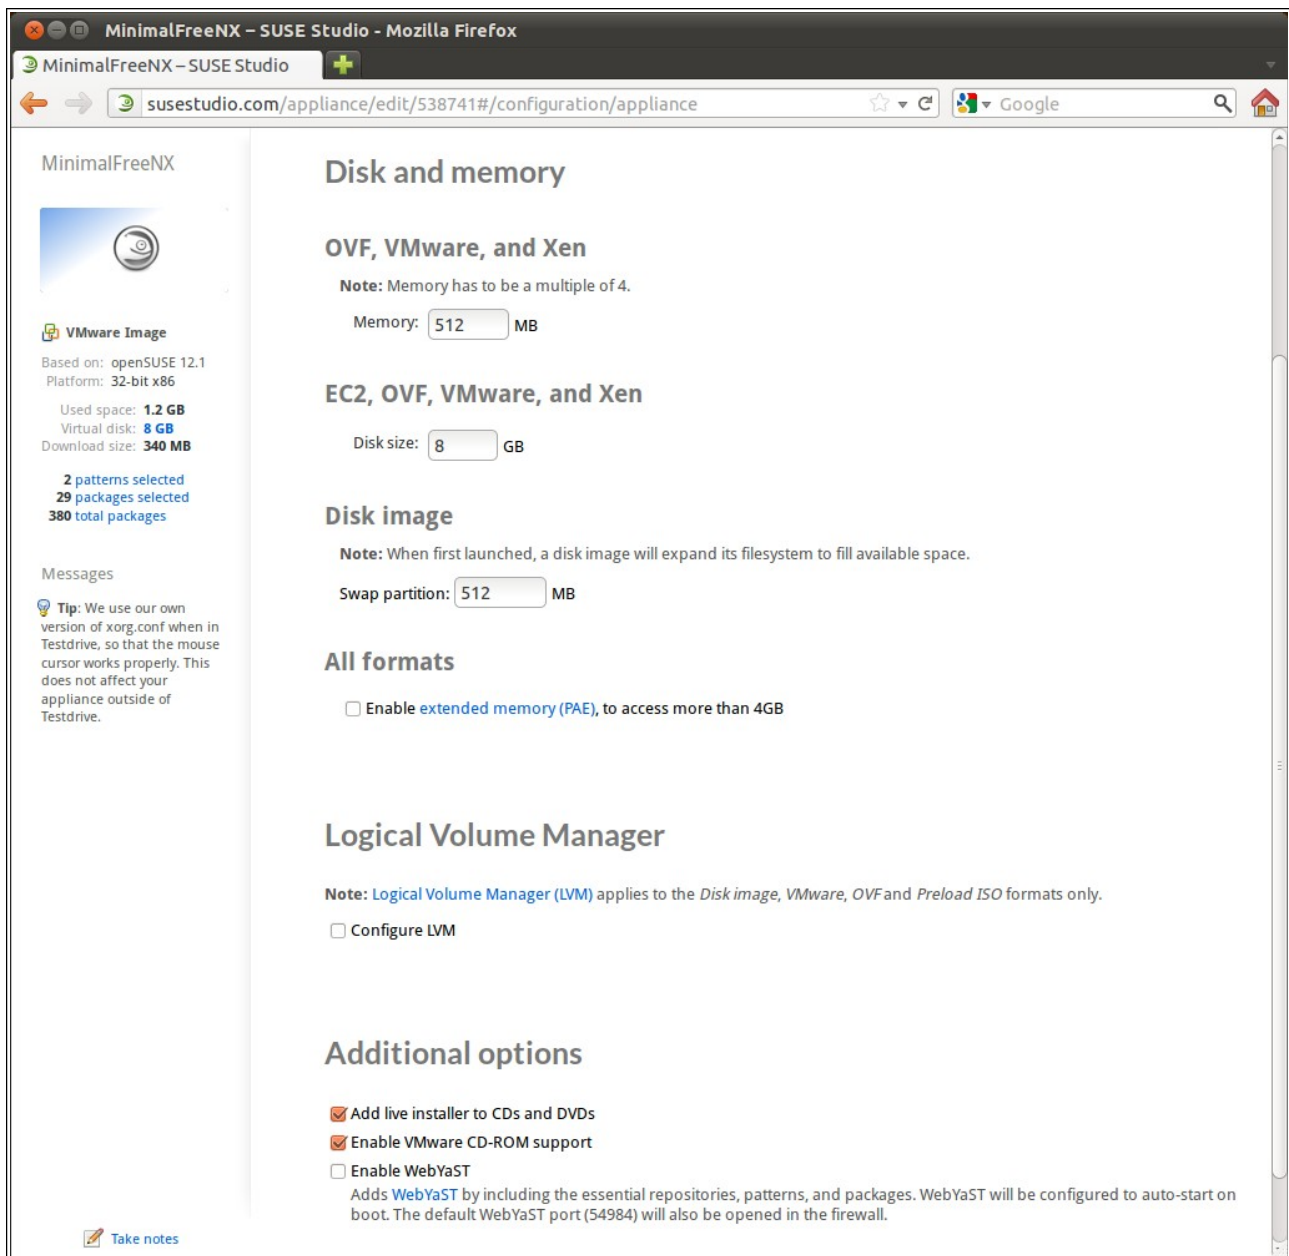 MinimalFreeNX – SUSE Studio - Mozilla Firefox
MinimalFreeNX – SUSE Studio
susestudio.com/appliance/edit/538741#/configuration/appliance
Google
MinimalFreeNX
VMware Image
Based on: openSUSE 12.1
Platform: 32-bit x86
Used space: 1.2 GB
Virtual disk: 8 GB
Download size: 340 MB
2 patterns selected
29 packages selected
380 total packages
Messages
Tip: We use our own
version of xorg.conf when in
Testdrive, so that the mouse
cursor works properly. This
does not affect your
appliance outside of
Testdrive.
Take notes
Disk and memory
OVF, VMware, and Xen
Note: Memory has to be a multiple of 4.
Memory: 512 MB
EC2, OVF, VMware, and Xen
Disk size: 8 GB
Disk image
Note: When first launched, a disk image will expand its filesystem to fill available space.
Swap partition: 512 MB
All formats
Enable extended memory (PAE), to access more than 4GB
Logical Volume Manager
Note: Logical Volume Manager (LVM) applies to the Disk image, VMware, OVF and Preload ISO formats only.
Configure LVM
Additional options
Add live installer to CDs and DVDs
Enable VMware CD-ROM support
Enable WebYaST
Adds WebYaST by including the essential repositories, patterns, and packages. WebYaST will be configured to auto-start on
boot. The default WebYaST port (54984) will also be opened in the firewall.